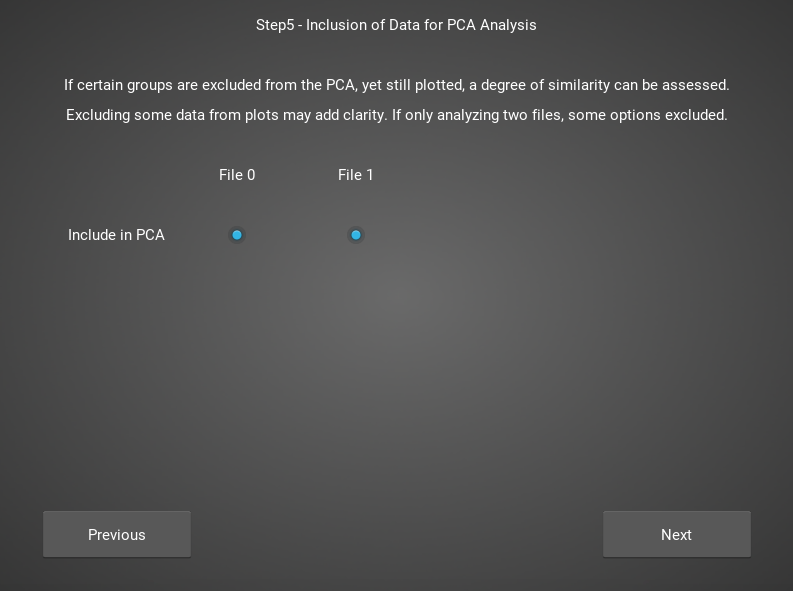 Step5 - Inclusion of Data for PCA Analysis
If certain groups are excluded from the PCA, yet still plotted, a degree of similarity can be assessed.
Excluding some data from plots may add clarity. If only analyzing two files, some options excluded.
File 0 File 1
Include in PCA
Previous Next